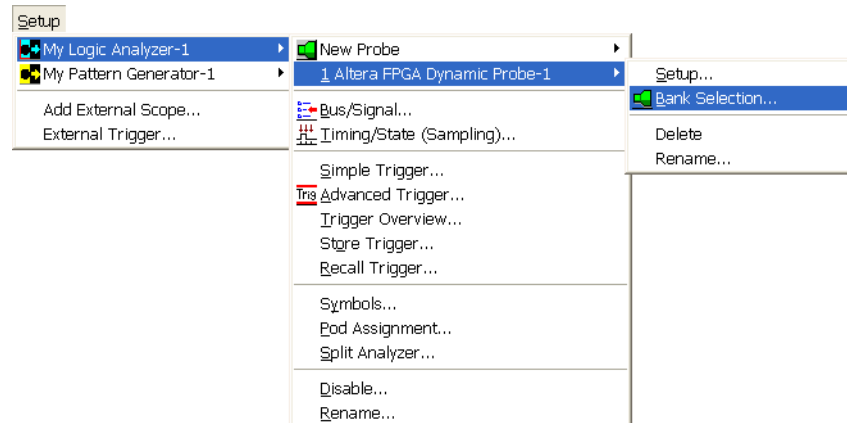 Setup
My Logic Analyzer-1
My Pattern Generator-1
Add External Scope...
External Trigger...
New Probe
1 Altera FPGA Dynamic Probe-1
Bus/Signal...
Timing/State (Sampling)...
Simple Trigger...
Trig Advanced Trigger...
Trigger Overview...
Store Trigger...
Recall Trigger...
Symbols...
Pod Assignment...
Split Analyzer...
Disable...
Rename...
Setup...
Bank Selection...
Delete
Rename...